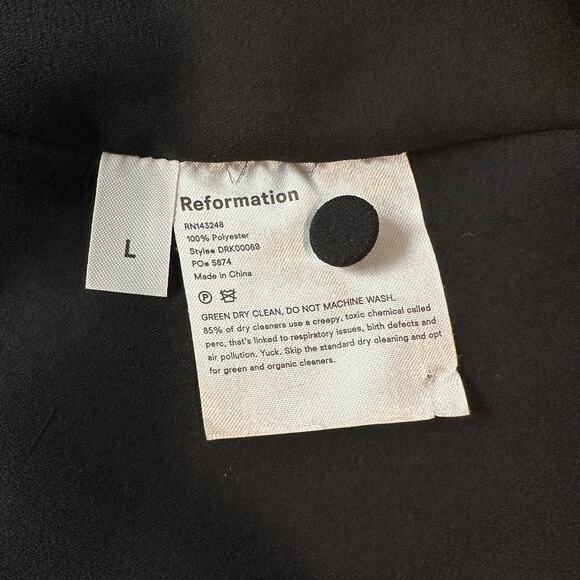 L
Reformation
RN143248
100% Polyester
Style# DRK00069
PO# 5874
Made in China
P
GREEN DRY CLEAN, DO NOT MACHINE WASH.
85% of dry cleaners use a creepy, toxic chemical called
perc, that's linked to respiratory issues, birth defects and
air pollution. Yuck. Skip the standard dry cleaning and opt
for green and organic cleaners.